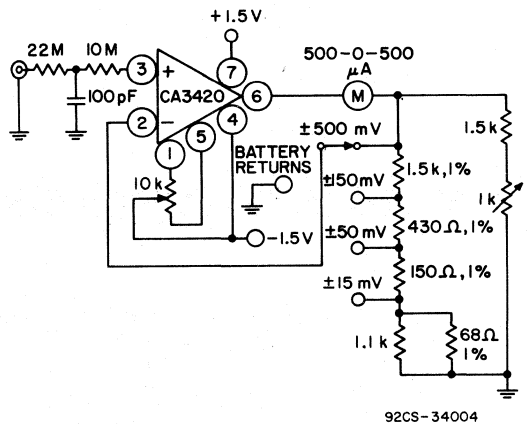 +1.5V
22M
10M
3
+
7
500-0-500
μA
100pF
CA3420
6
M
2
−
5
4
±500 mV
1.5k
1
BATTERY
RETURNS
1.5k,1%
10k
±150mV
1k
430Ω,1%
−1.5V
±50mV
150Ω,1%
±15 mV
1.1k
68Ω
1%
92CS-34004